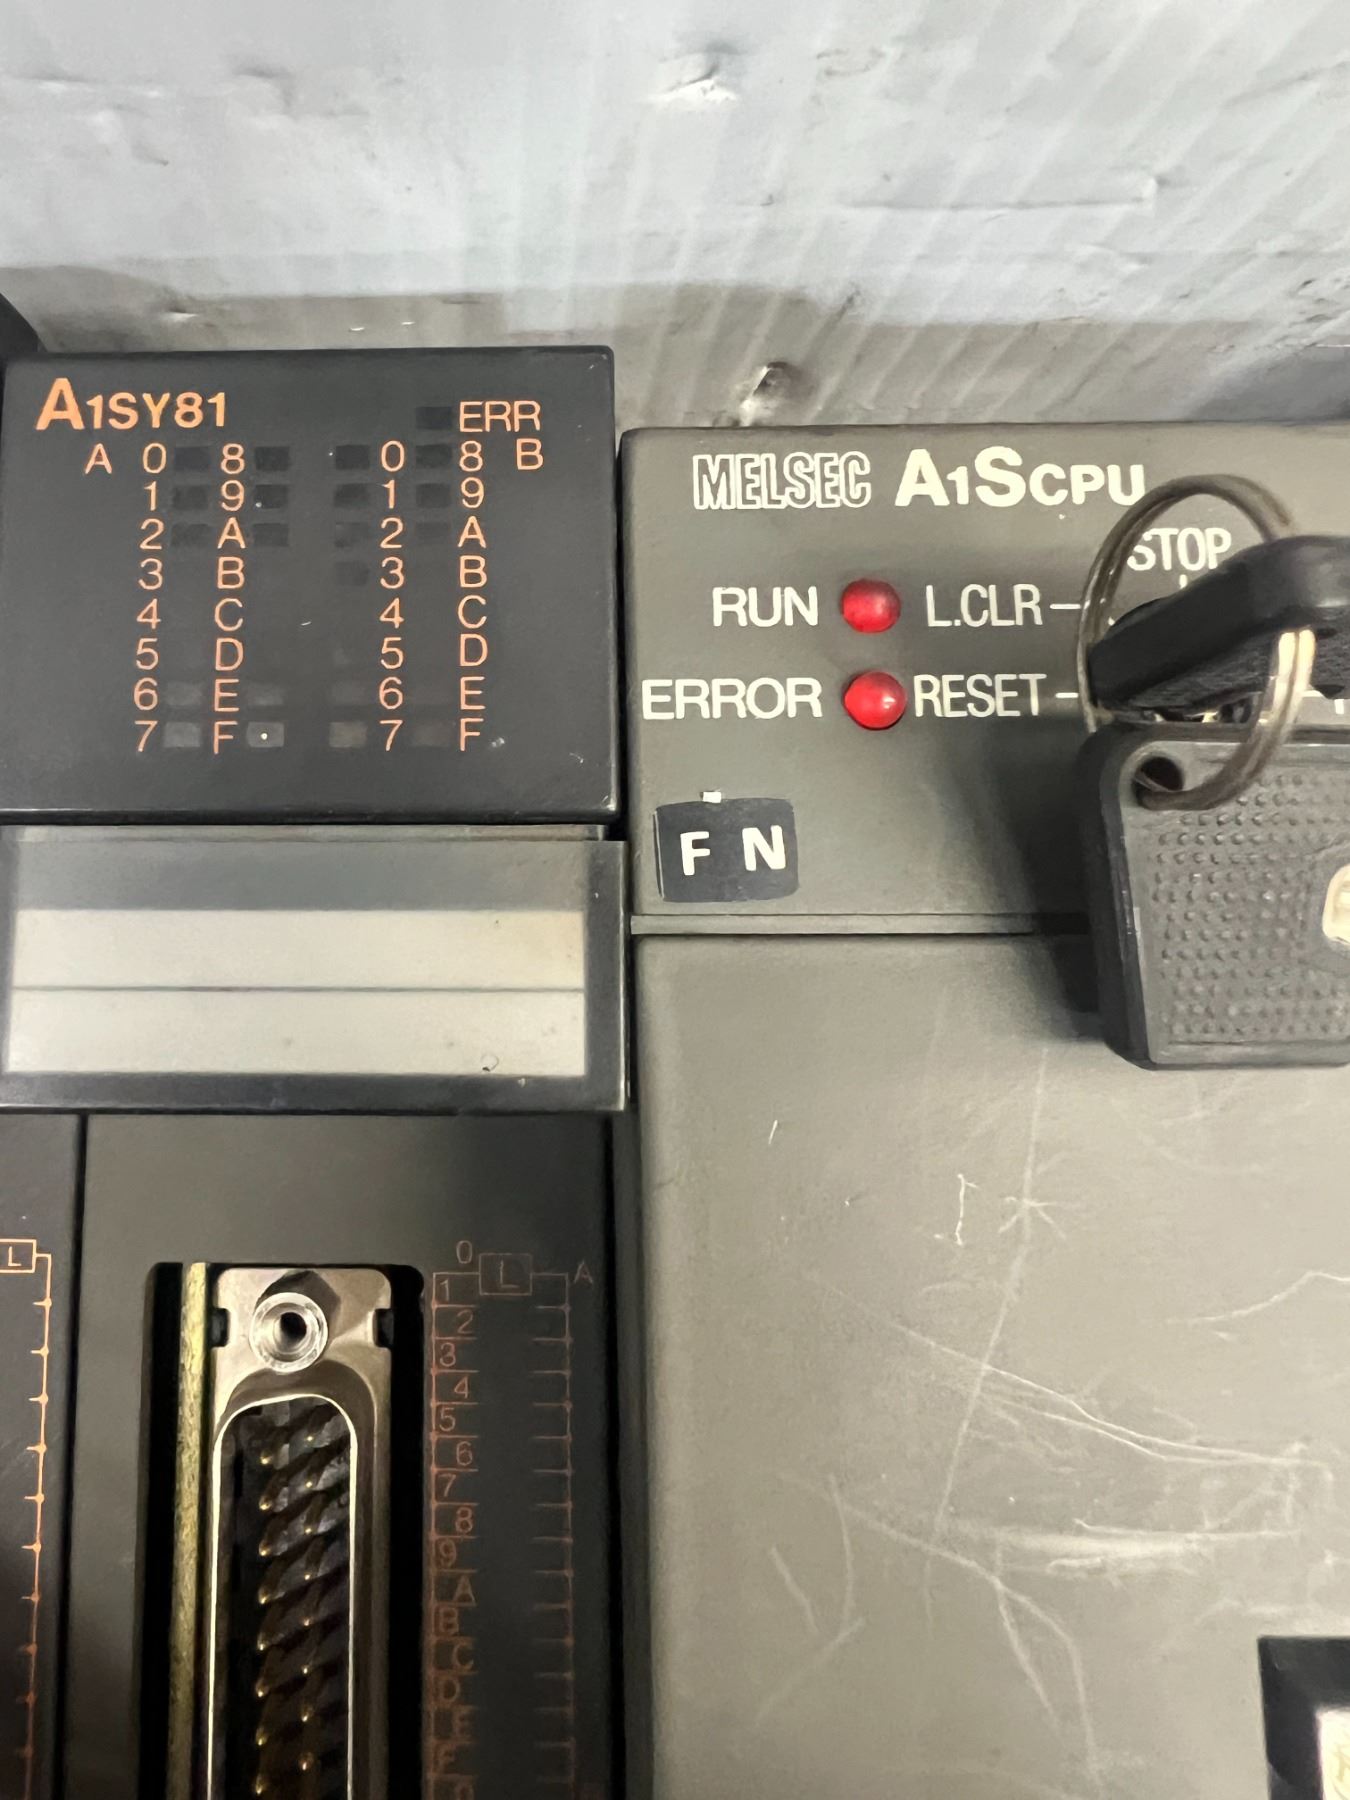 A1SY81
ERR
A 0 8 0 8 B
1 9 1 9
2 A 2 A
3 B 3 B
4 C 4 C
5 D 5 D
6 E 6 E
7 F 7 F
MELSEC A1SCPU
STOP
RUN L.CLR
ERROR RESET
F N
L
0
L A
1
2
3
4
5
6
7
8
9
A
B
C
D
E
F